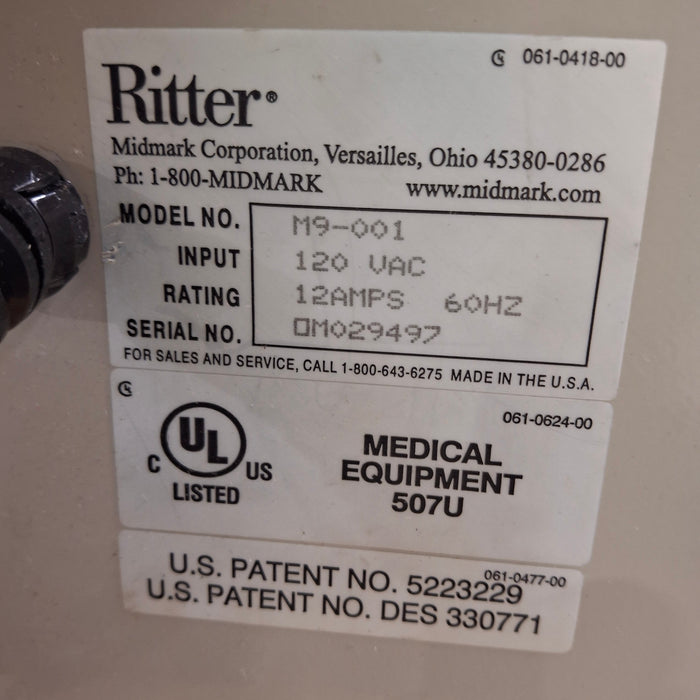 061-0418-00
Ritter®
Midmark Corporation, Versailles, Ohio 45380-0286
Ph: 1-800-MIDMARK www.midmark.com
MODEL NO. M9-001
INPUT 120 VAC
RATING 12AMPS 60HZ
SERIAL NO. M029497
FOR SALES AND SERVICE, CALL 1-800-643-6275 MADE IN THE U.S.A.
061-0624-00
C UL US
LISTED
MEDICAL
EQUIPMENT
507U
061-0477-00
U.S. PATENT NO. 5223229
U.S. PATENT NO. DES 330771